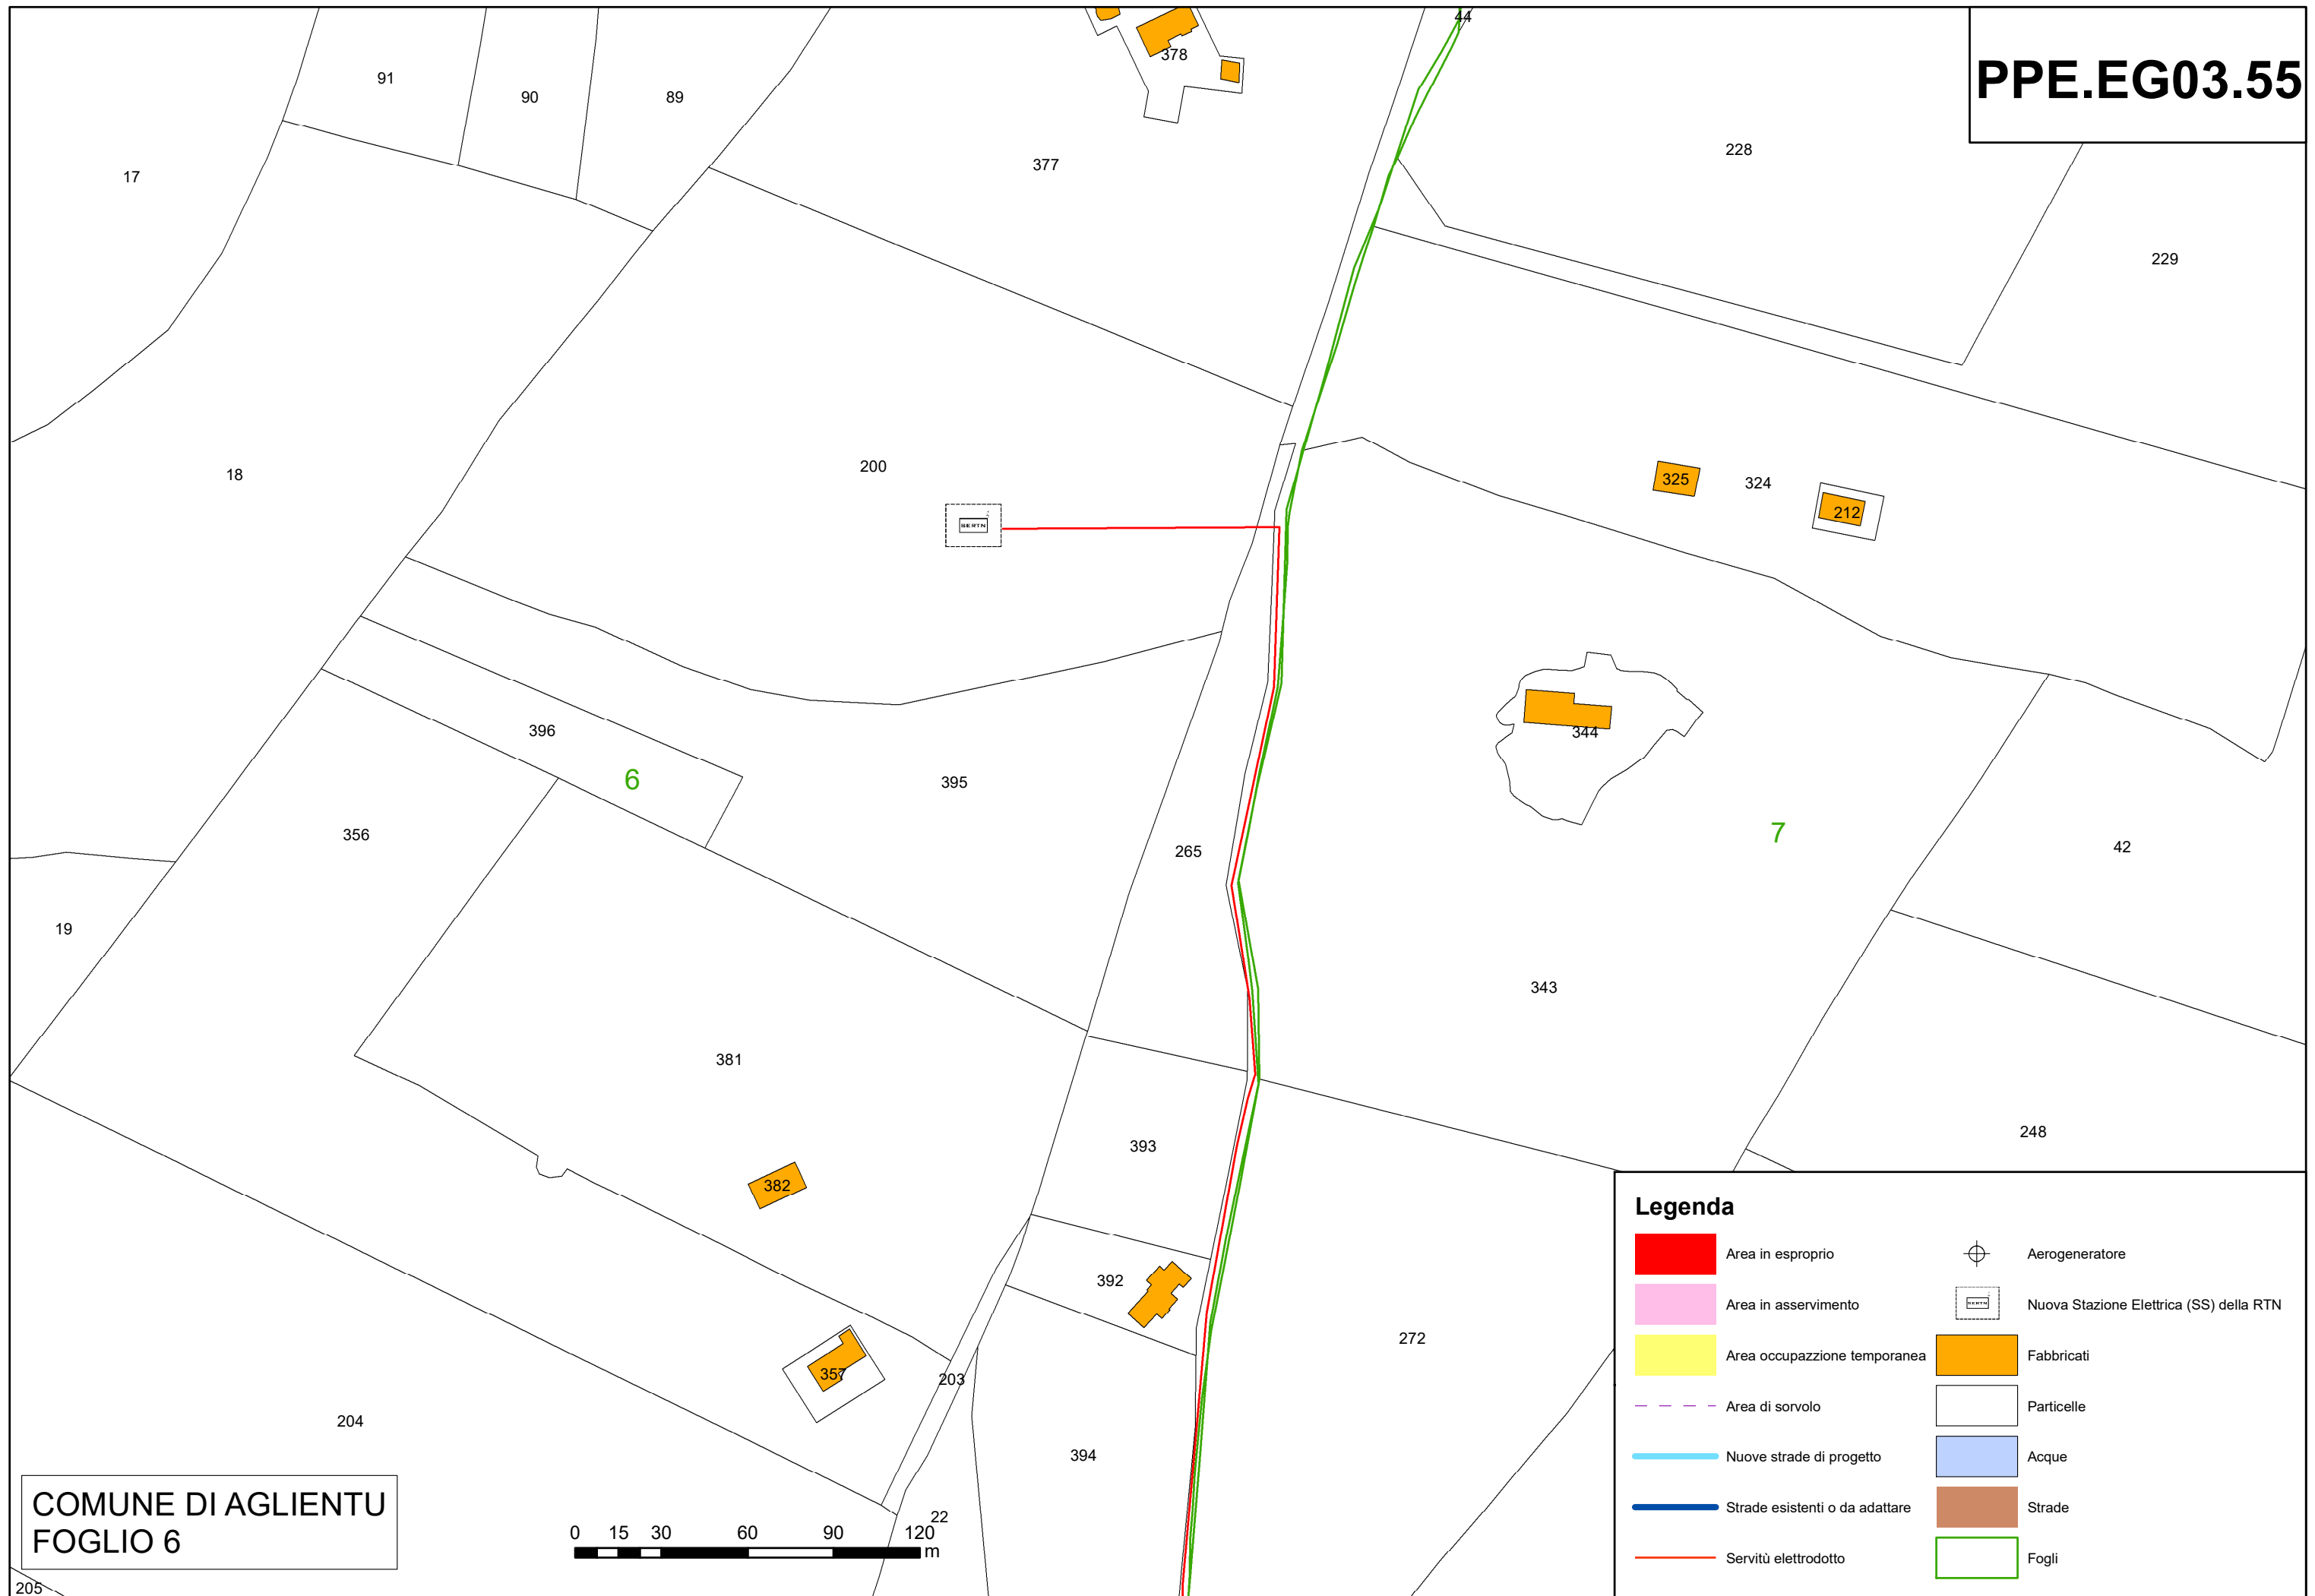 44
PPE.EG03.55
378
91
90
89
228
377
17
229
200
18
325
324
SERTN
212
396
344
6
395
7
356
42
265
19
343
381
248
393
382
Legenda
Area in esproprio
Aerogeneratore
392
Area in asservimento
SERTN
Nuova Stazione Elettrica (SS) della RTN
272
Area occupazzione temporanea
Fabbricati
357
203
Area di sorvolo
Particelle
204
394
Nuove strade di progetto
Acque
COMUNE DI AGLIENTU
FOGLIO 6
Strade esistenti o da adattare
Strade
22
0 15 30 60 90 120
m
Servitù elettrodotto
Fogli
205